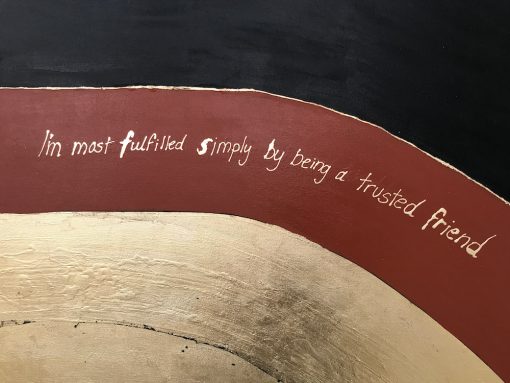 I'm most fulfilled simply by being a trusted friend